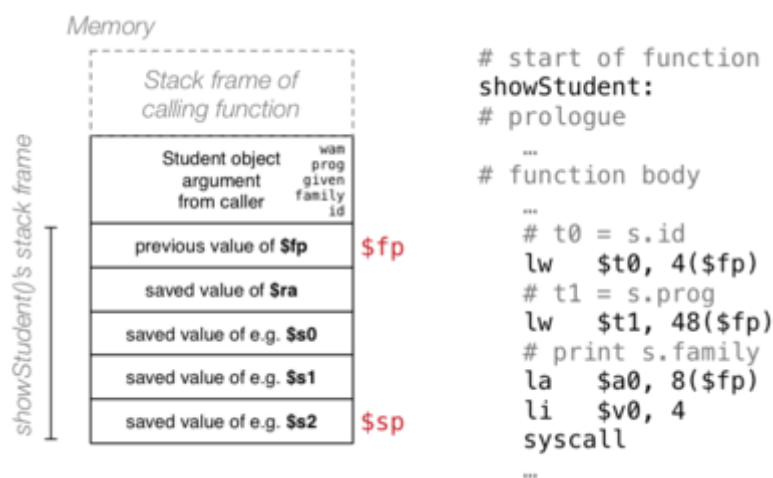 Memory
Stack frame of
calling function
Student object
argument
from caller
wam
prog
given
family
id
previous value of $fp
$fp
saved value of $ra
saved value of e.g. $s0
saved value of e.g. $s1
saved value of e.g. $s2
$sp
showStudent()'s stack frame
# start of function
showStudent:
# prologue
…
# function body
…
# t0 = s.id
lw $t0, 4($fp)
# t1 = s.prog
lw $t1, 48($fp)
# print s.family
la $a0, 8($fp)
li $v0, 4
syscall
…